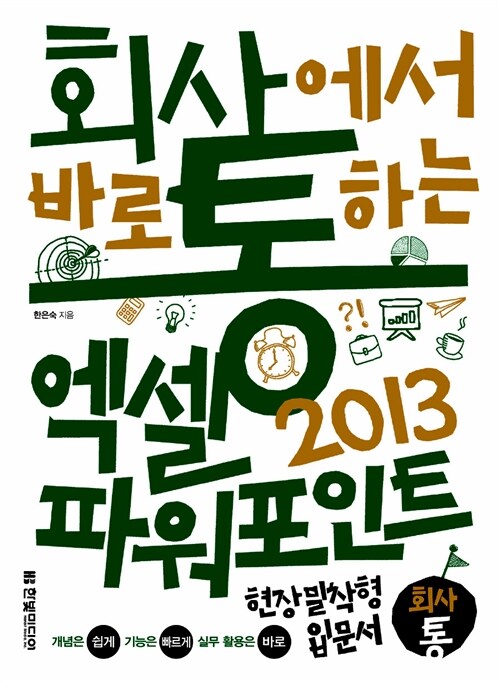 회사에서
바로 통하는
한은숙 지음
?!
엑셀 2013
파워포인트
현장밀착형
입문서
회사
통
개념은 쉽게 기능은 빠르게 실무 활용은 바로
한빛미디어